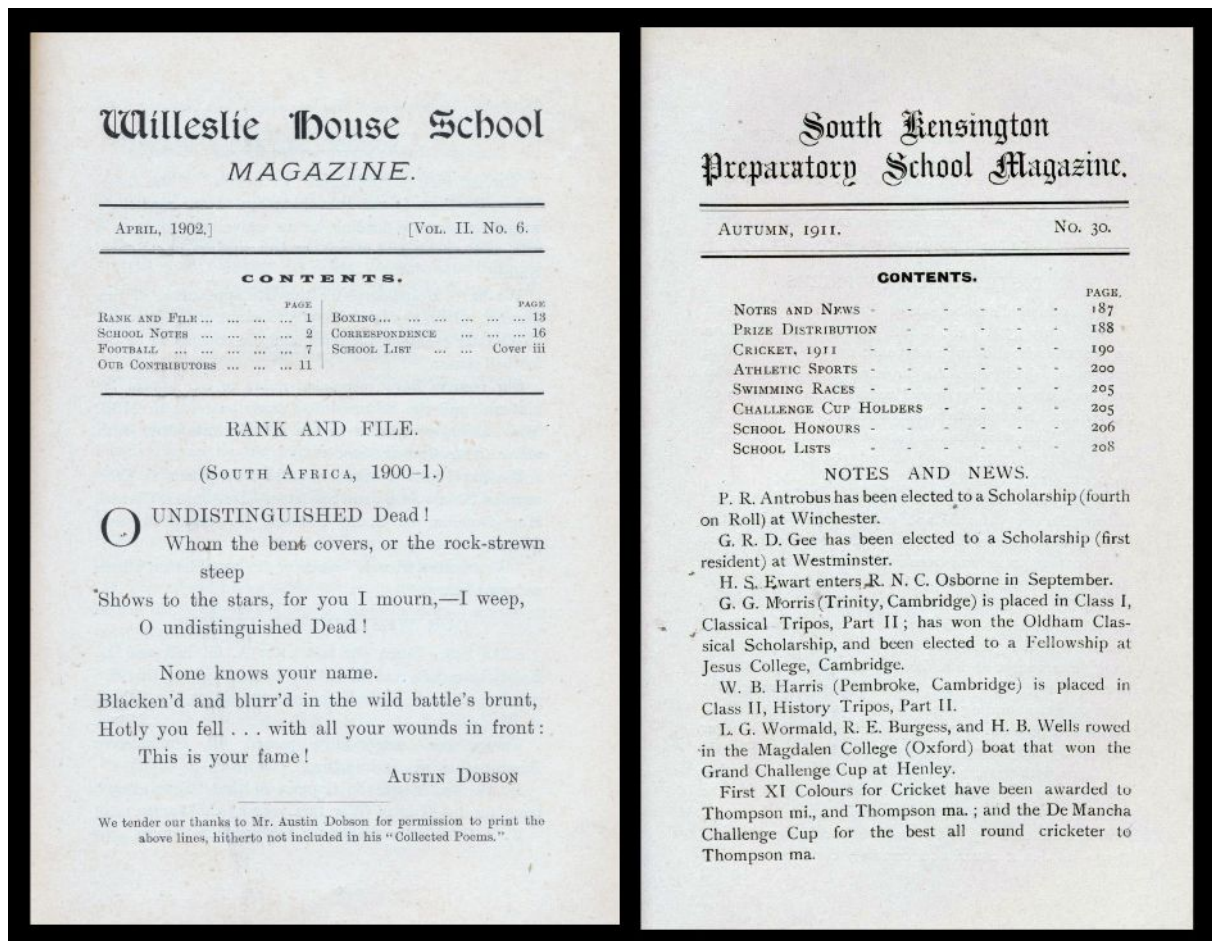 Willeslie House School
MAGAZINE.
APRIL, 1902.] [VOL. II. No. 6.
CONTENTS.
PAGE
RANK AND FILE ... ... ... ... 1
SCHOOL NOTES ... ... ... ... 2
FOOTBALL ... ... ... ... ... 7
OUR CONTRIBUTORS ... ... ... 11
PAGE
BOXING ... ... ... ... ... ... 13
CORRESPONDENCE ... ... ... 16
SCHOOL LIST ... ... Cover iii
RANK AND FILE.
(SOUTH AFRICA, 1900-1.)
O UNDISTINGUISHED Dead!
Whom the bent covers, or the rock-strewn
steep
Shows to the stars, for you I mourn,—I weep,
O undistinguished Dead!
None knows your name.
Blacken'd and blurr'd in the wild battle's brunt,
Hotly you fell . . . with all your wounds in front:
This is your fame!
AUSTIN DOBSON
We tender our thanks to Mr. Austin Dobson for permission to print the
above lines, hitherto not included in his "Collected Poems."
South Kensington
Preparatory School Magazine.
AUTUMN, 1911. No. 30.
CONTENTS.
PAGE.
NOTES AND NEWS - - - - - 187
PRIZE DISTRIBUTION - - - - - 188
CRICKET, 1911 - - - - - 190
ATHLETIC SPORTS - - - - - 200
SWIMMING RACES - - - - - 205
CHALLENGE CUP HOLDERS - - - - 205
SCHOOL HONOURS - - - - - 206
SCHOOL LISTS - - - - - 208
NOTES AND NEWS.
P. R. Antrobus has been elected to a Scholarship (fourth
on Roll) at Winchester.
G. R. D. Gee has been elected to a Scholarship (first
resident) at Westminster.
H. S. Ewart enters R. N. C. Osborne in September.
G. G. Morris (Trinity, Cambridge) is placed in Class I,
Classical Tripos, Part II; has won the Oldham Clas-
sical Scholarship, and been elected to a Fellowship at
Jesus College, Cambridge.
W. B. Harris (Pembroke, Cambridge) is placed in
Class II, History Tripos, Part II.
L. G. Wormald, R. E. Burgess, and H. B. Wells rowed
in the Magdalen College (Oxford) boat that won the
Grand Challenge Cup at Henley.
First XI Colours for Cricket have been awarded to
Thompson mi., and Thompson ma.; and the De Mancha
Challenge Cup for the best all round cricketer to
Thompson ma.